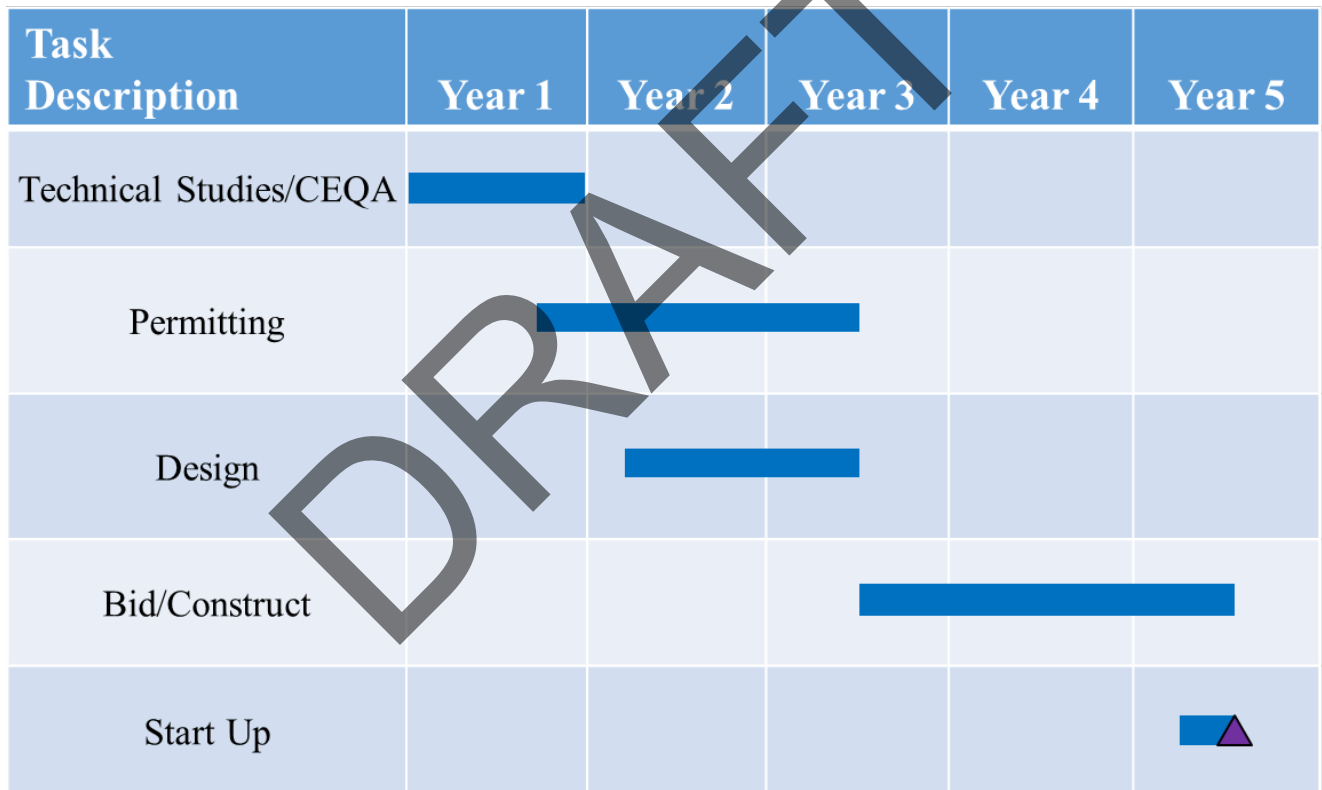 Task
Description
Year 1
Year 2
Year 3
Year 4
Year 5
Technical Studies/CEQA
Permitting
Design
Bid/Construct
Start Up
DRAFT